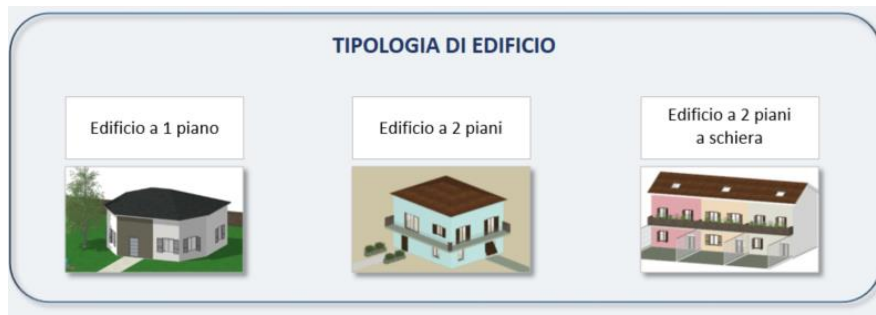 TIPOLOGIA DI EDIFICIO
Edificio a 1 piano
Edificio a 2 piani
Edificio a 2 piani
a schiera